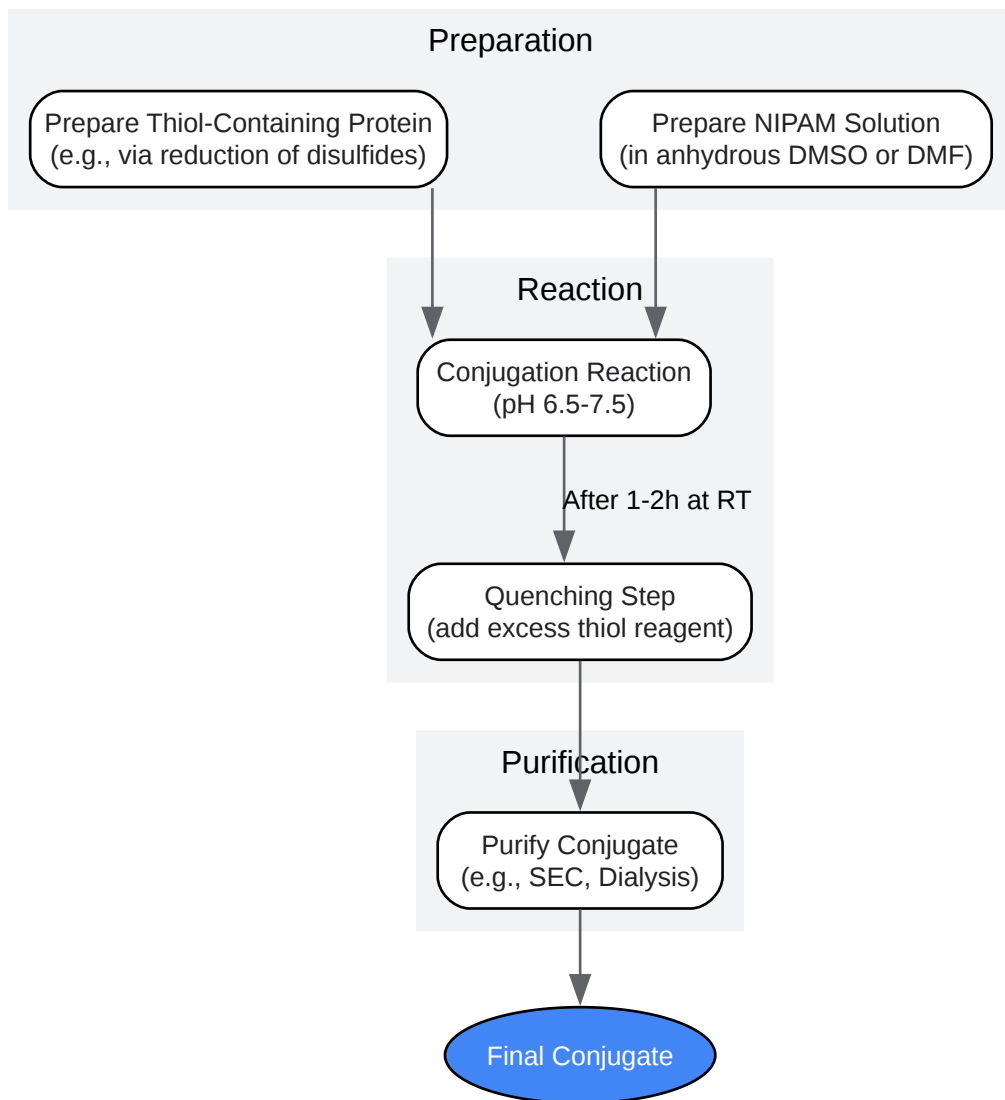 Preparation
Prepare Thiol-Containing Protein
(e.g., via reduction of disulfides)
Prepare NIPAM Solution
(in anhydrous DMSO or DMF)
Reaction
Conjugation Reaction
(pH 6.5-7.5)
After 1-2h at RT
Quenching Step
(add excess thiol reagent)
Purification
Purify Conjugate
(e.g., SEC, Dialysis)
Final Conjugate